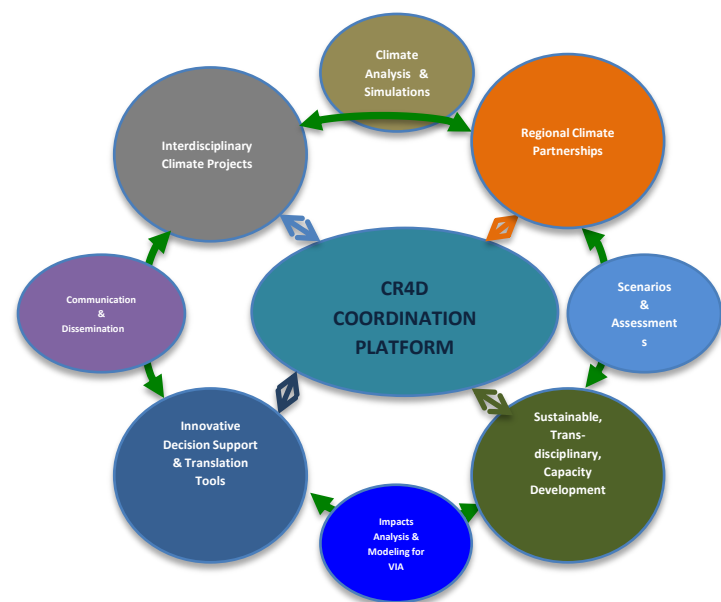 Climate
Analysis &
Simulations
Interdisciplinary
Climate Projects
Regional Climate
Partnerships
CR4D
COORDINATION
PLATFORM
Communication
&
Dissemination
Scenarios
&
Assessment
s
Innovative
Decision Support
& Translation
Tools
Sustainable,
Trans-
disciplinary,
Capacity
Development
Impacts
Analysis &
Modeling for
VIA